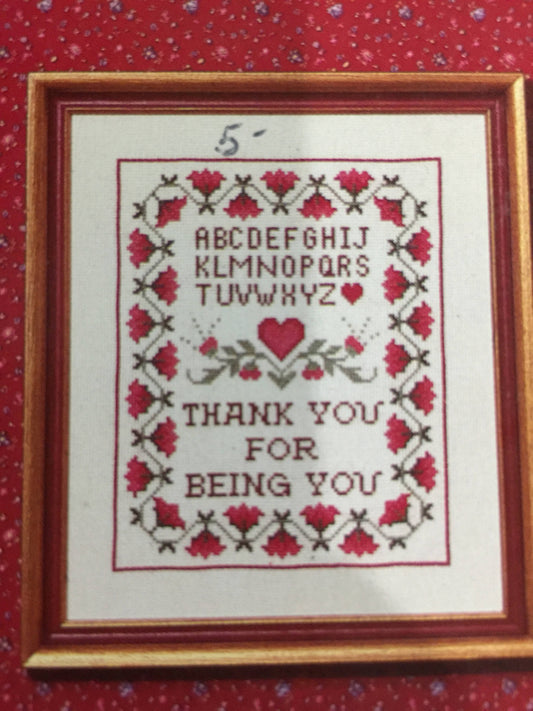 5-
ABCDEFGHIJ
KLMNOPQRS
TUVWXYZ
THANK YOU
FOR
BEING YOU